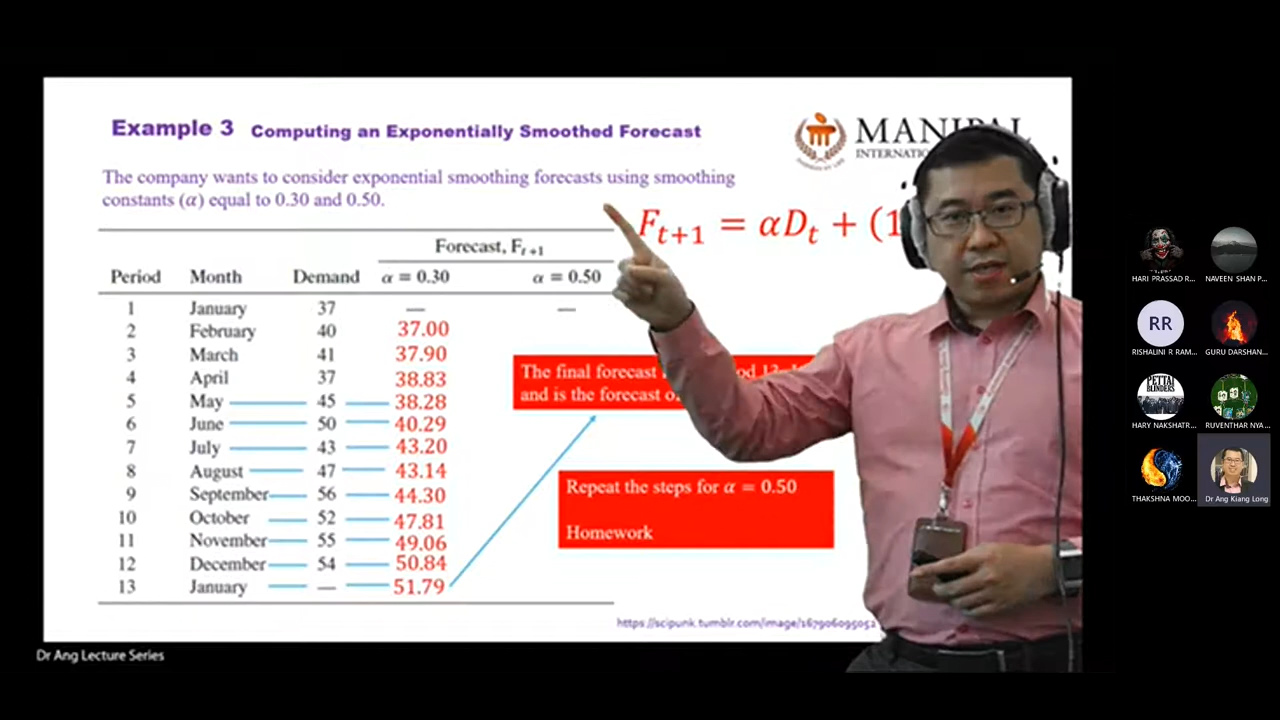 Example 3 Computing an Exponentially Smoothed Forecast
MANIPAL
INTERNATIO
The company wants to consider exponential smoothing forecasts using smoothing
constants (α) equal to 0.30 and 0.50.
Fₜ₊₁ = αDₜ + (1
Forecast, Fₜ₊₁
Period Month Demand α = 0.30 α = 0.50
1 January 37 — —
2 February 40 37.00
3 March 41 37.90
4 April 37 38.83
5 May 45 38.28
6 June 50 40.29
7 July 43 43.20
8 August 47 43.14
9 September 56 44.30
10 October 52 47.81
11 November 55 49.06
12 December 54 50.84
13 January — 51.79
The final forecast
and is the forecast
Repeat the steps for α = 0.50
Homework
https://scipunk.tumblr.com/image/167906095052
Dr Ang Lecture Series
HARI PRASSAD R...
NAVEEN SHAN P...
RR
RISHALINI R RAM...
GURU DARSHAN...
PETTAI
BLINDERS
HARY NAKSHATR...
RUVENTHAR NYA...
THAKSHNA MOO...
Dr Ang Kiang Long